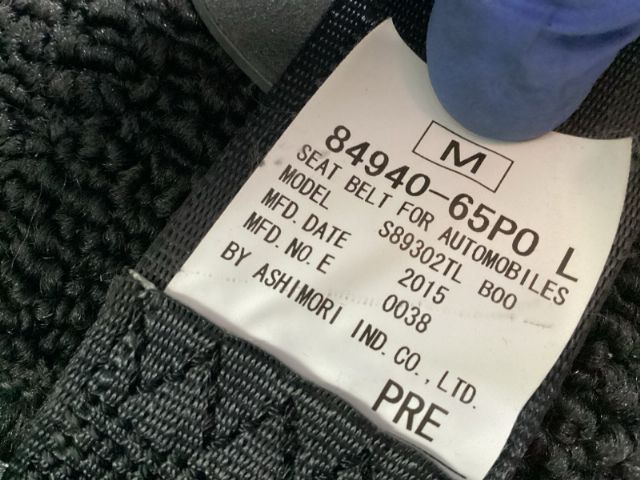 M
84940-65P0 L
SEAT BELT FOR AUTOMOBILES
MODEL S89302TL B00
MFD. DATE 2015
MFD. NO. E 0038
BY ASHIMORI IND. CO., LTD.
PRE